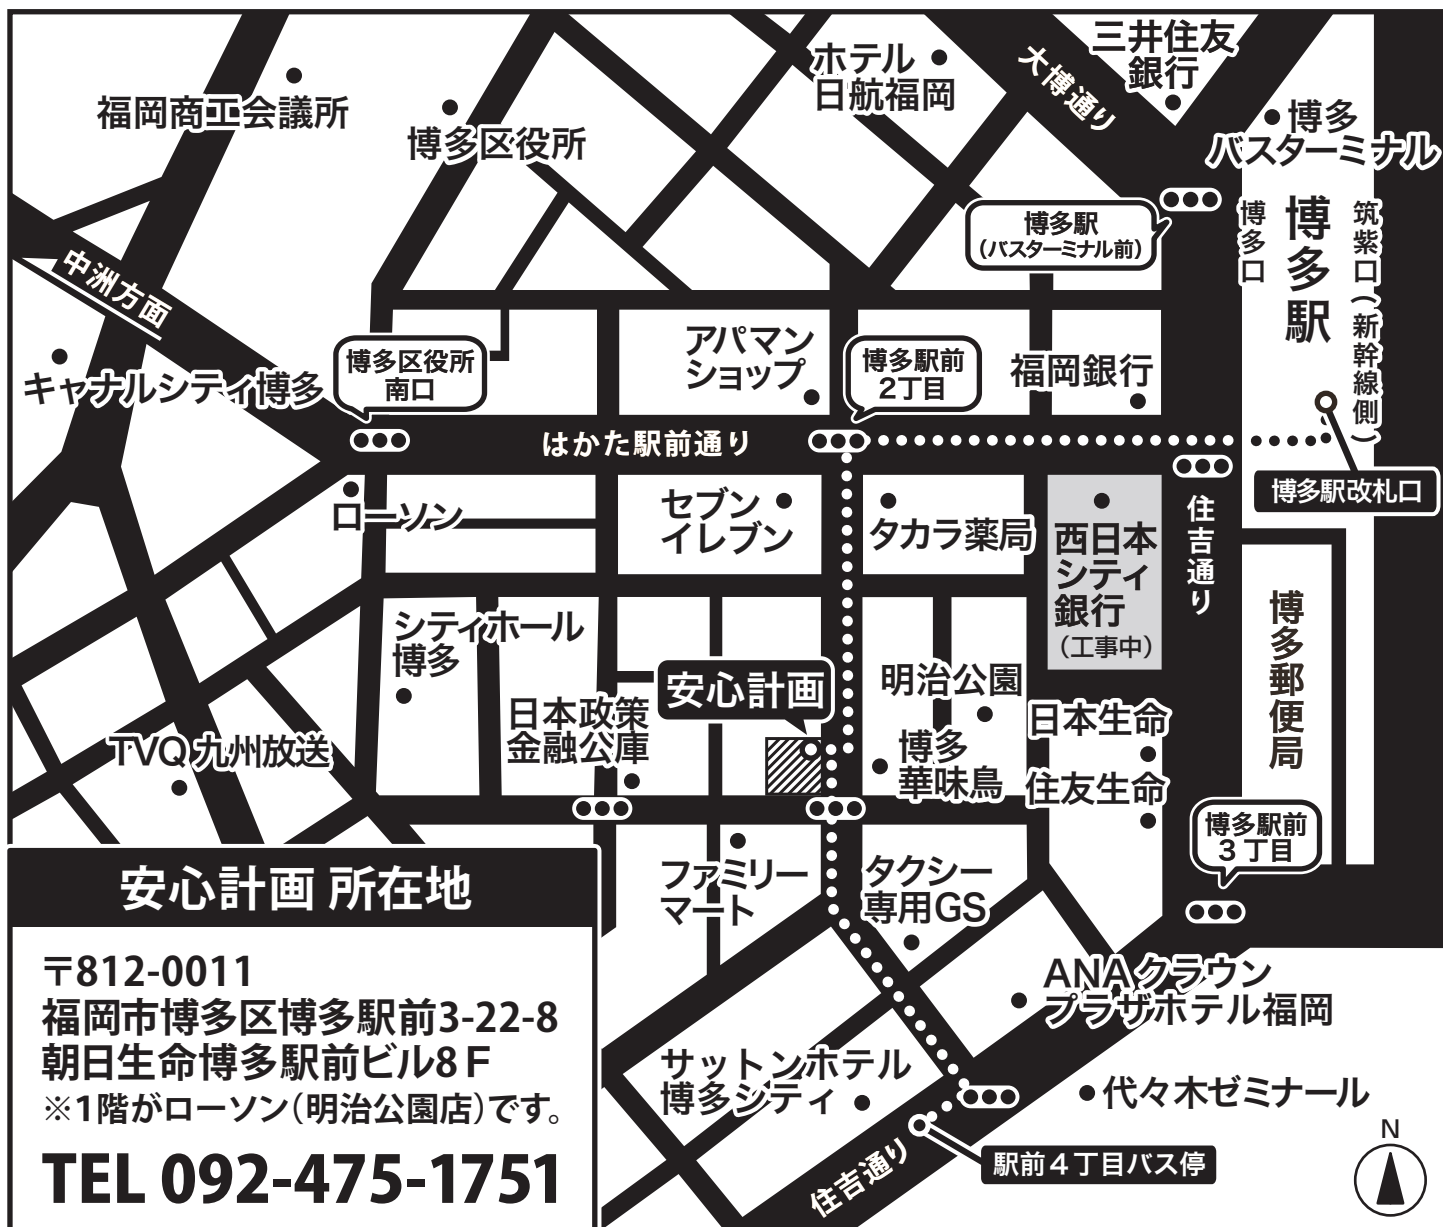 三井住友
銀行
ホテル
日航福岡
大博通り
福岡商工会議所
博多区役所
博多
バスターミナル
博多駅
(バスターミナル前)
博多口
博多駅
筑紫口(新幹線側)
中洲方面
キャナルシティ博多
博多区役所
南口
アパマン
ショップ
博多駅前
2丁目
福岡銀行
はかた駅前通り
博多駅改札口
ローソン
セブン
イレブン
タカラ薬局
西日本
シティ
銀行
(工事中)
住吉通り
博多郵便局
シティホール
博多
日本政策
金融公庫
安心計画
明治公園
日本生命
博多
華味鳥
住友生命
TVQ九州放送
博多駅前
3丁目
ファミリー
マート
タクシー
専用GS
ANAクラウン
プラザホテル福岡
サットンホテル
博多シティ
代々木ゼミナール
駅前4丁目バス停
住吉通り
N
安心計画 所在地
〒812-0011
福岡市博多区博多駅前3-22-8
朝日生命博多駅前ビル8F
※1階がローソン(明治公園店)です。
TEL 092-475-1751